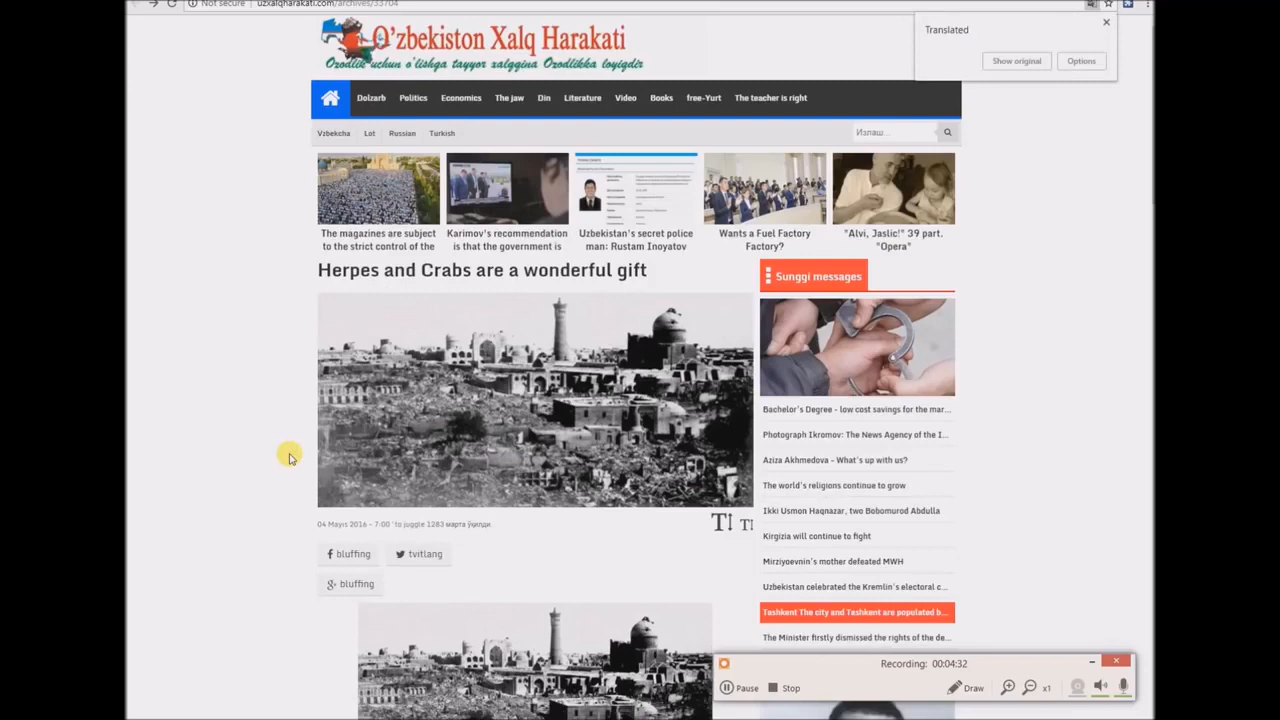 Not secure
uzxalqharakati.com/archives/33704
O'zbekiston Xalq Harakati
Ozodlik uchun o'lishga tayyor xalqgina Ozodlikka loyiqdir
Translated
Show original
Options
Dolzarb
Politics
Economics
The jaw
Din
Literature
Video
Books
free-Yurt
The teacher is right
Vzbekcha
Lot
Russian
Turkish
Излаш...
The magazines are subject
to the strict control of the
Karimov's recommendation
is that the government is
Uzbekistan's secret police
man: Rustam Inoyatov
Wants a Fuel Factory
Factory?
"Alvi, Jaslic!" 39 part.
"Opera"
Herpes and Crabs are a wonderful gift
04 Mayıs 2016 - 7:00 ' to juggle 1283 марта ўқилди.
bluffing
tvitlang
bluffing
Sunggi messages
Bachelor's Degree - low cost savings for the mar...
Photograph Ikromov: The News Agency of the I...
Aziza Akhmedova - What's up with us?
The world's religions continue to grow
Ikki Usmon Haqnazar, two Bobomurod Abdulla
Kirgizia will continue to fight
Mirziyoevnin's mother defeated MWH
Uzbekistan celebrated the Kremlin's electoral c...
Tashkent The city and Tashkent are populated b...
The Minister firstly dismissed the rights of the de...
Recording: 00:04:32
Pause
Stop
Draw
x1